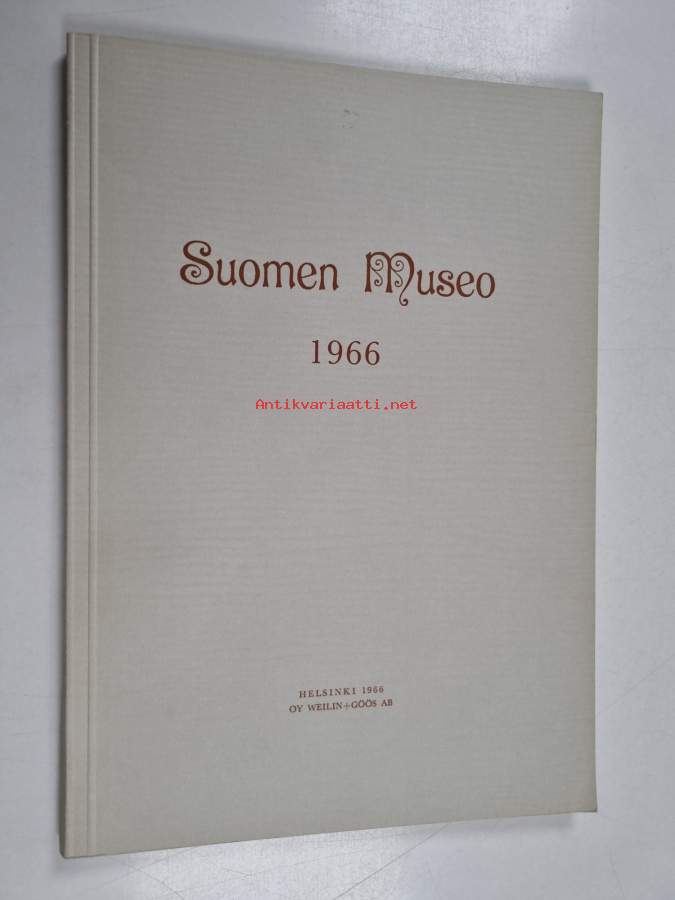 Suomen Museo
1966
Antikvariaatti.net
HELSINKI 1966
OY WEILIN+GÖÖS AB